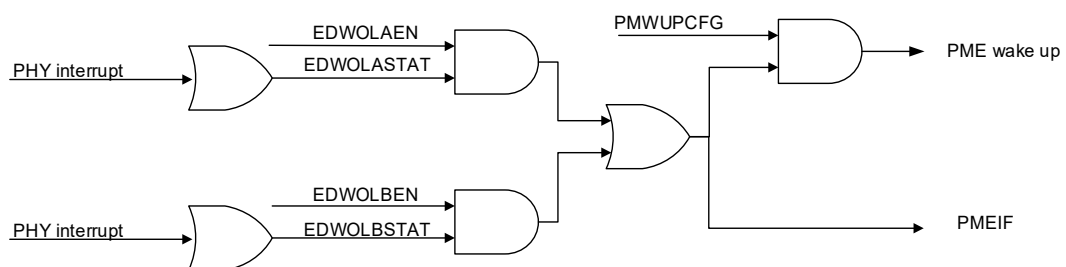 PMWUPCFG
PME wake up
EDWOLAEN
PHY interrupt
EDWOLASTAT
EDWOLBEN
PHY interrupt
EDWOLBSTAT
PMEIF